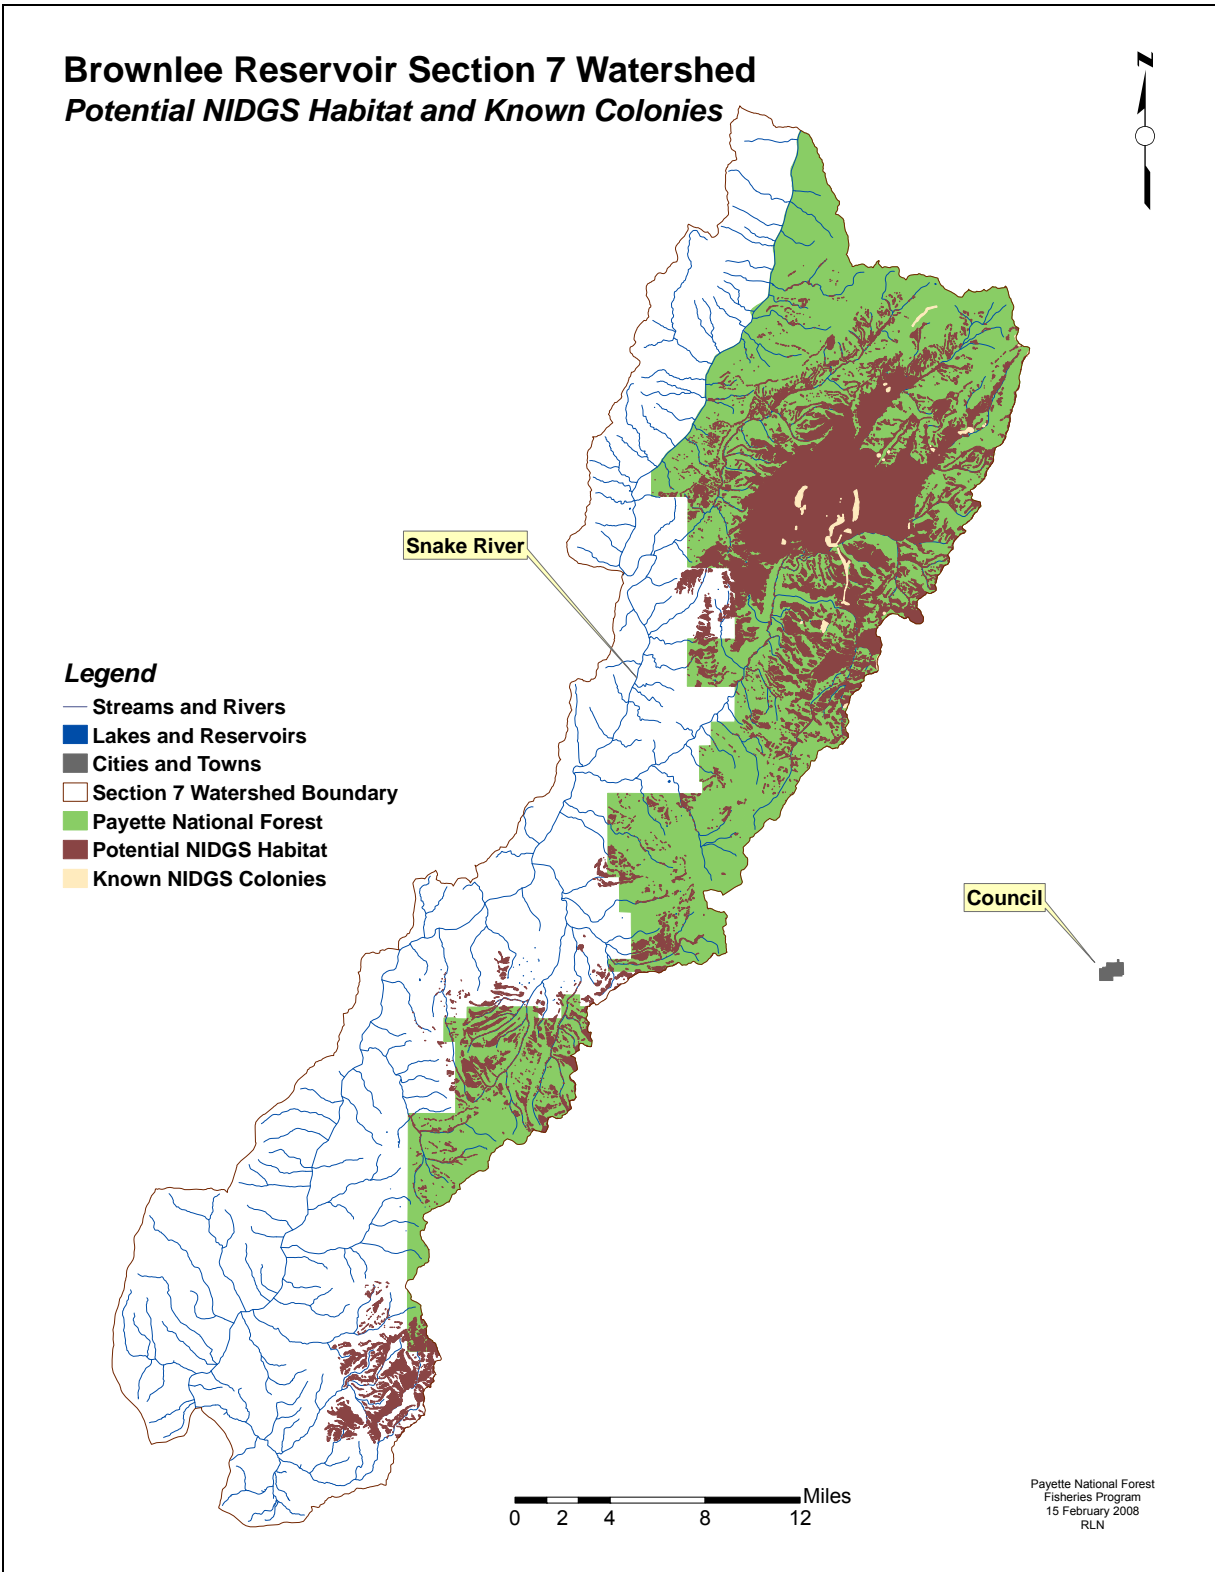 Brownlee Reservoir Section 7 Watershed
Potential NIDGS Habitat and Known Colonies
N
Snake River
Legend
Streams and Rivers
Lakes and Reservoirs
Cities and Towns
Section 7 Watershed Boundary
Payette National Forest
Potential NIDGS Habitat
Known NIDGS Colonies
Council
Miles
0 2 4 8 12
Payette National Forest
Fisheries Program
15 February 2008
RLN